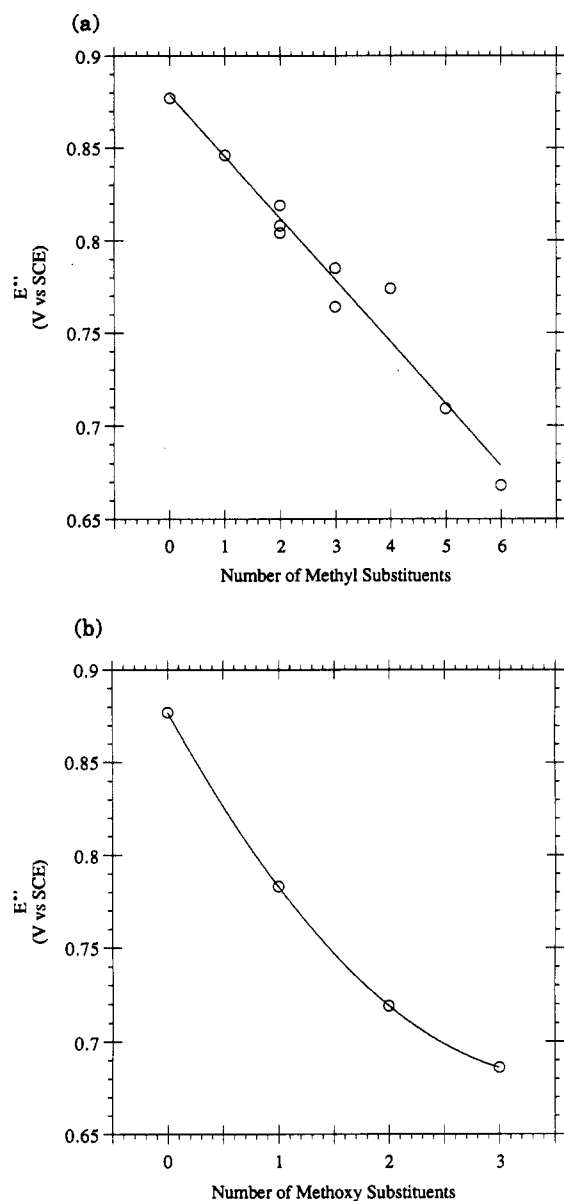 (a)
0.9
0.85
0.8
0.75
0.7
0.65
E°'
(V vs SCE)
0 1 2 3 4 5 6
Number of Methyl Substituents
(b)
0.9
0.85
0.8
0.75
0.7
0.65
E°'
(V vs SCE)
0 1 2 3
Number of Methoxy Substituents